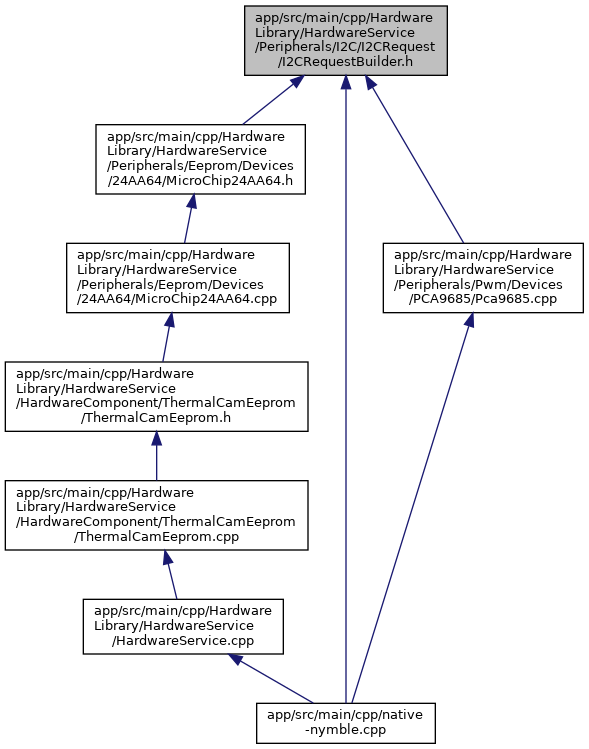 app/src/main/cpp/Hardware
Library/HardwareService
/Peripherals/I2C/I2CRequest
/I2CRequestBuilder.h
app/src/main/cpp/Hardware
Library/HardwareService
/Peripherals/Eeprom/Devices
/24AA64/MicroChip24AA64.h
app/src/main/cpp/Hardware
Library/HardwareService
/Peripherals/Eeprom/Devices
/24AA64/MicroChip24AA64.cpp
app/src/main/cpp/Hardware
Library/HardwareService
/Peripherals/Pwm/Devices
/PCA9685/Pca9685.cpp
app/src/main/cpp/Hardware
Library/HardwareService
/HardwareComponent/ThermalCamEeprom
/ThermalCamEeprom.h
app/src/main/cpp/Hardware
Library/HardwareService
/HardwareComponent/ThermalCamEeprom
/ThermalCamEeprom.cpp
app/src/main/cpp/Hardware
Library/HardwareService
/HardwareService.cpp
app/src/main/cpp/native
-nymble.cpp